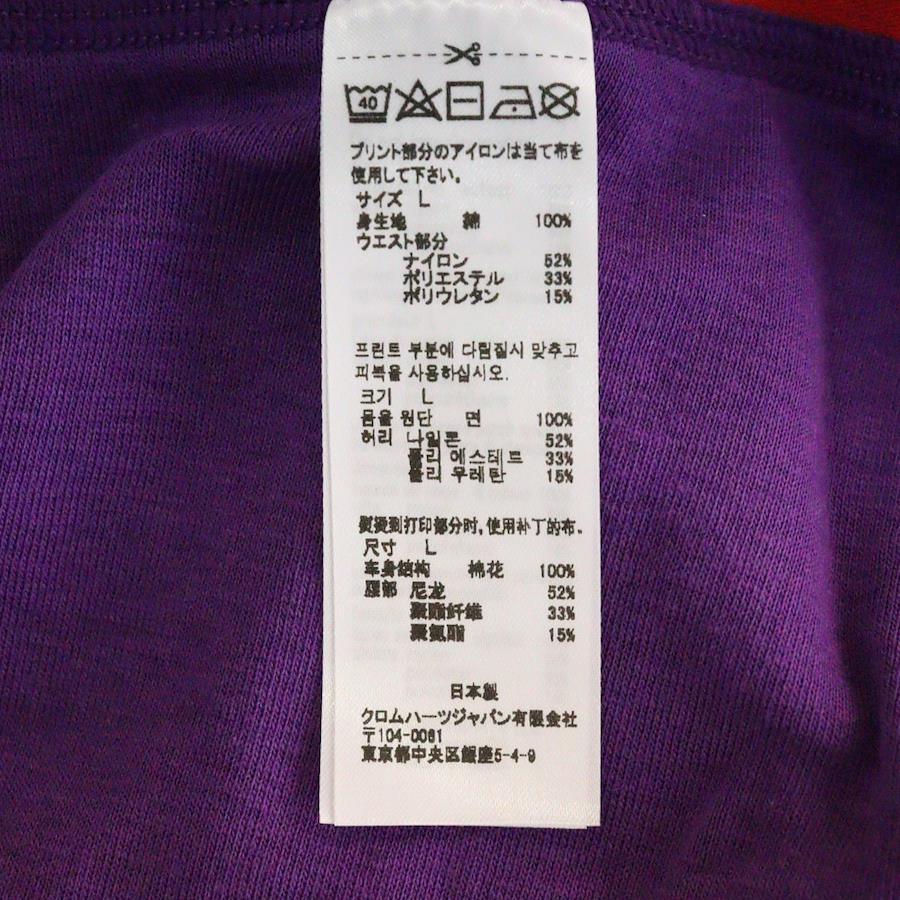 40
プリント部分のアイロンは当て布を
使用して下さい。
サイズ L
身生地 綿 100%
ウエスト部分
ナイロン 52%
ポリエステル 33%
ポリウレタン 15%
프린트 부분에 다림질시 맞추고
피복을 사용하십시오.
크기 L
몸을 원단 면 100%
허리 나일론 52%
폴리 에스테트 33%
폴리 우레탄 15%
熨烫到打印部分时,使用补丁的布。
尺寸 L
车身结构 棉花 100%
腰部 尼龙 52%
聚酯纤维 33%
聚氨酯 15%
日本製
クロムハーツジャパン有限会社
〒104-0061
東京都中央区銀座5-4-9